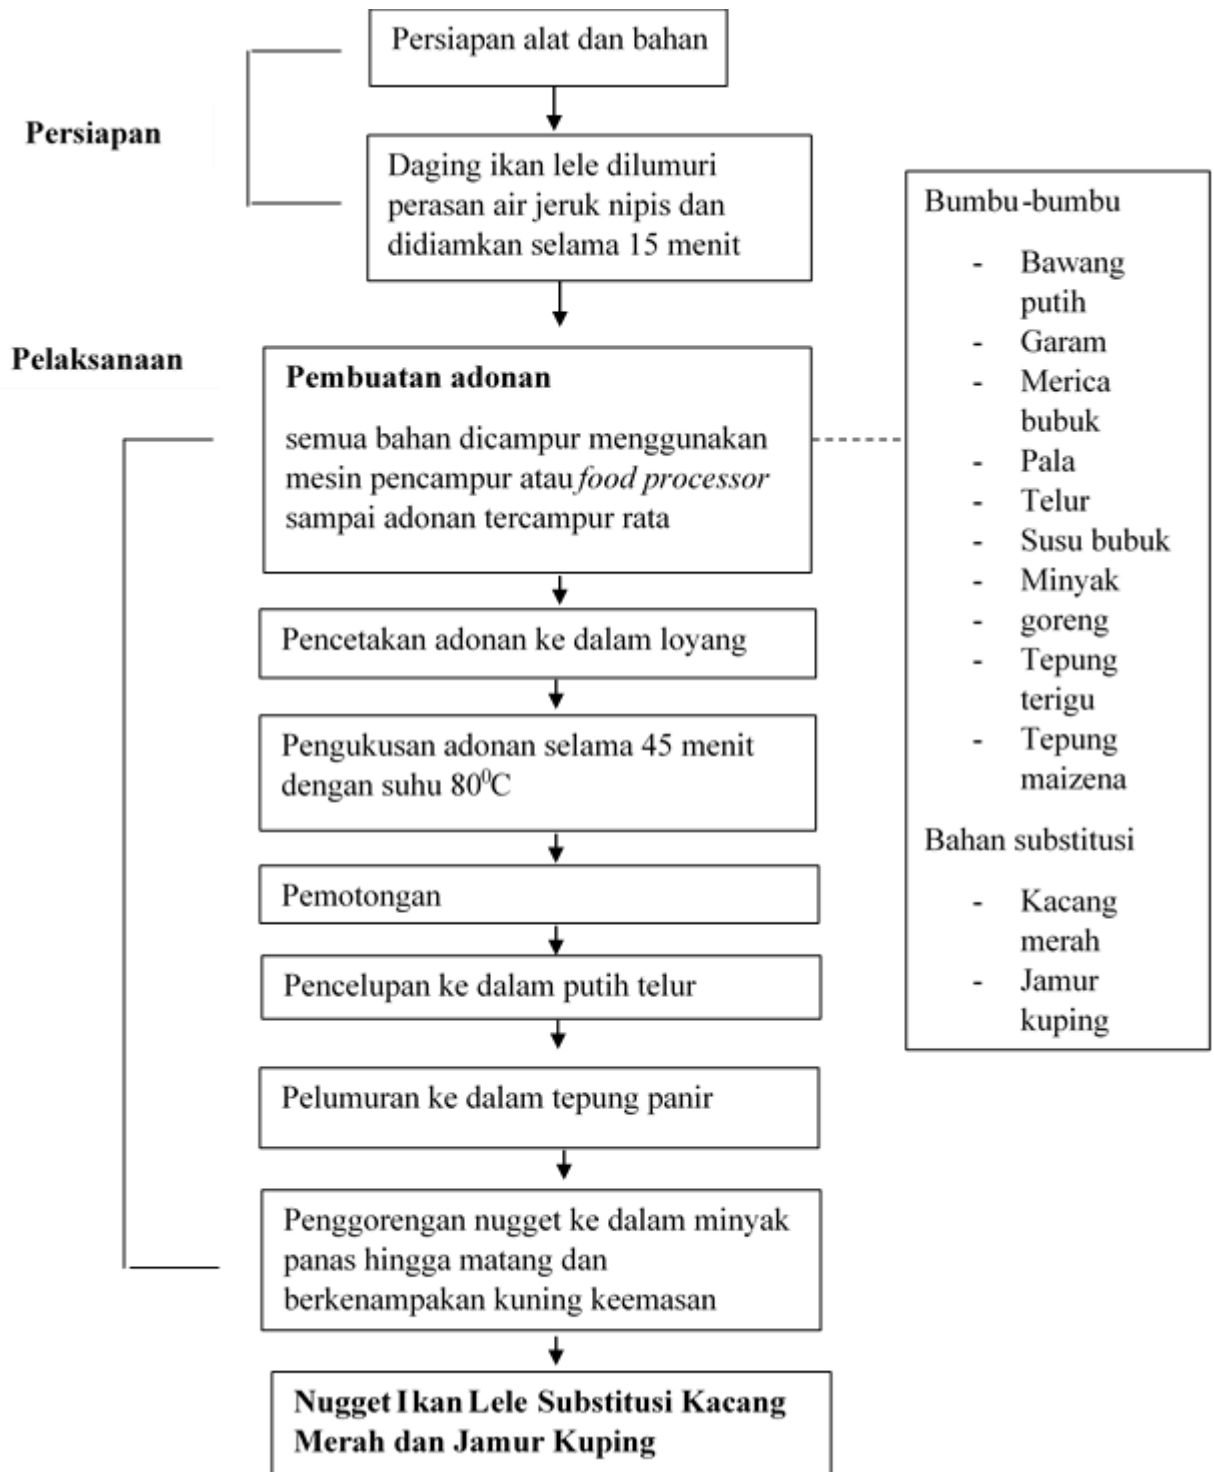 Persiapan alat dan bahan
Persiapan
Daging ikan lele dilumuri
perasan air jeruk nipis dan
didiamkan selama 15 menit
Pelaksanaan
Pembuatan adonan
semua bahan dicampur menggunakan
mesin pencampur atau food processor
sampai adonan tercampur rata
Bumbu-bumbu
- Bawang
putih
- Garam
- Merica
bubuk
- Pala
- Telur
- Susu bubuk
- Minyak
- goreng
- Tepung
terigu
- Tepung
maizena
Bahan substitusi
- Kacang
merah
- Jamur
kuping
Pencetakan adonan ke dalam loyang
Pengukusan adonan selama 45 menit
dengan suhu 80⁰C
Pemotongan
Pencelupan ke dalam putih telur
Pelumuran ke dalam tepung panir
Penggorengan nugget ke dalam minyak
panas hingga matang dan
berkenampakan kuning keemasan
Nugget Ikan Lele Substitusi Kacang
Merah dan Jamur Kuping